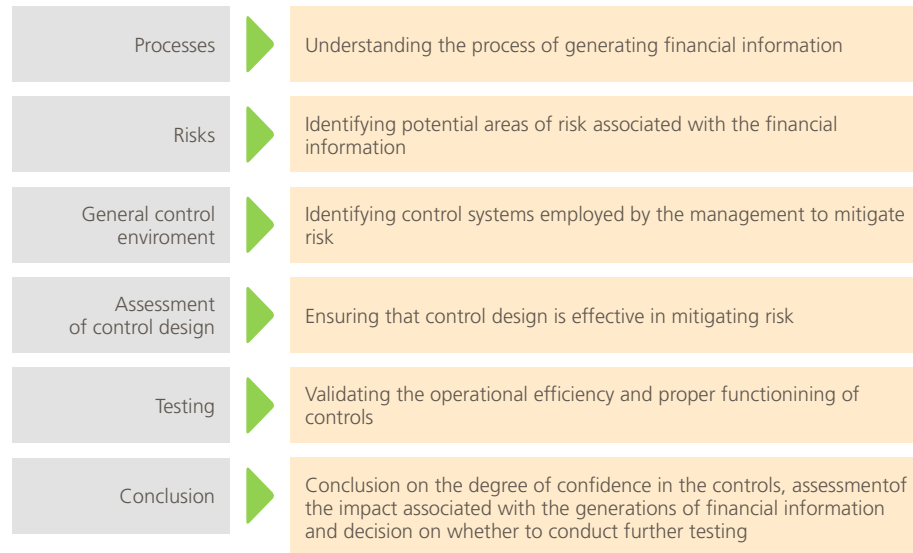 Processes
Understanding the process of generating financial information
Risks
Identifying potential areas of risk associated with the financial
information
General control
enviroment
Identifying control systems employed by the management to mitigate
risk
Assessment
of control design
Ensuring that control design is effective in mitigating risk
Testing
Validating the operational efficiency and proper functionining of
controls
Conclusion
Conclusion on the degree of confidence in the controls, assessmentof
the impact associated with the generations of financial information
and decision on whether to conduct further testing